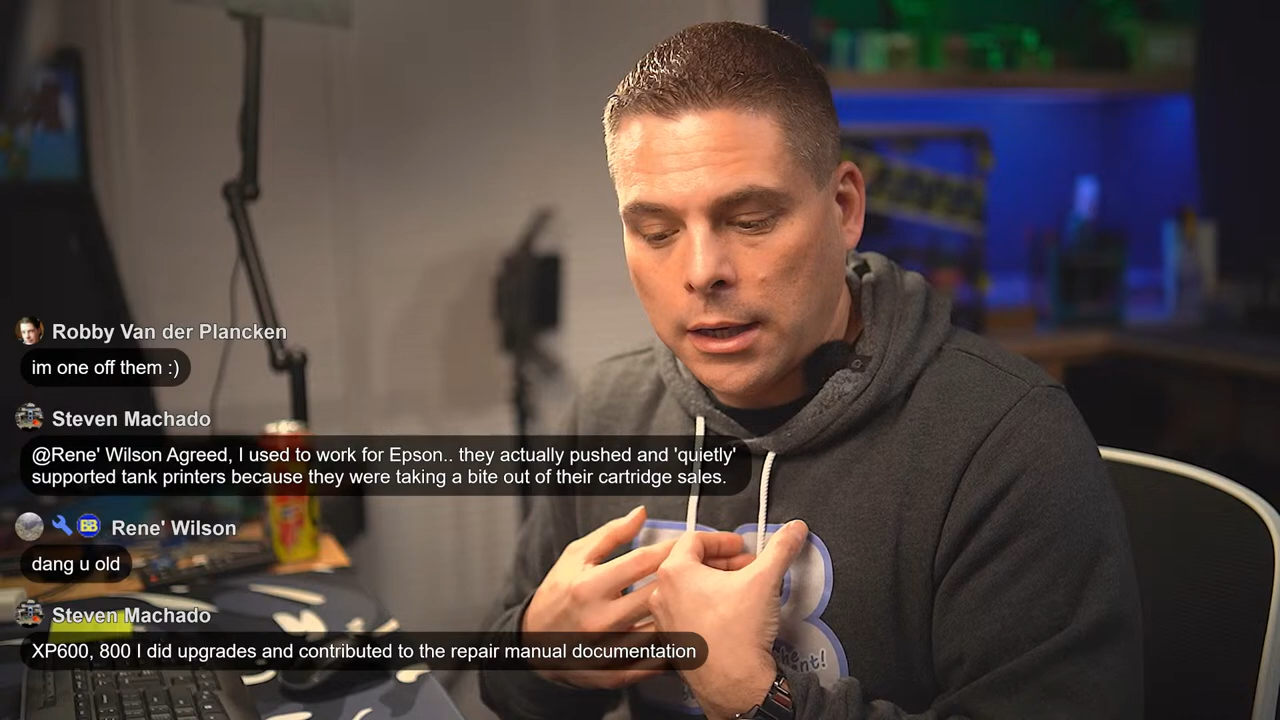 Robby Van der Plancken
im one off them :)
Steven Machado
@Rene' Wilson Agreed, I used to work for Epson.. they actually pushed and 'quietly'
supported tank printers because they were taking a bite out of their cartridge sales.
BB
Rene' Wilson
dang u old
Steven Machado
XP600, 800 I did upgrades and contributed to the repair manual documentation